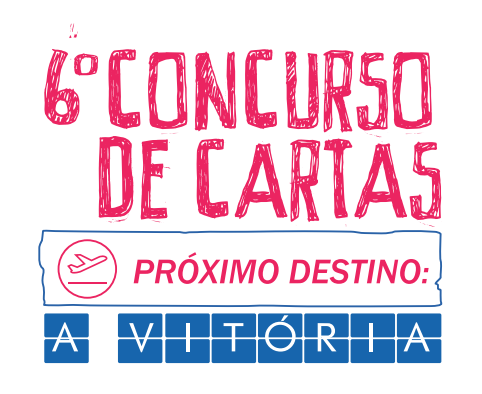 6º CONCURSO
DE CARTAS
PRÓXIMO DESTINO:
A VITÓRIA